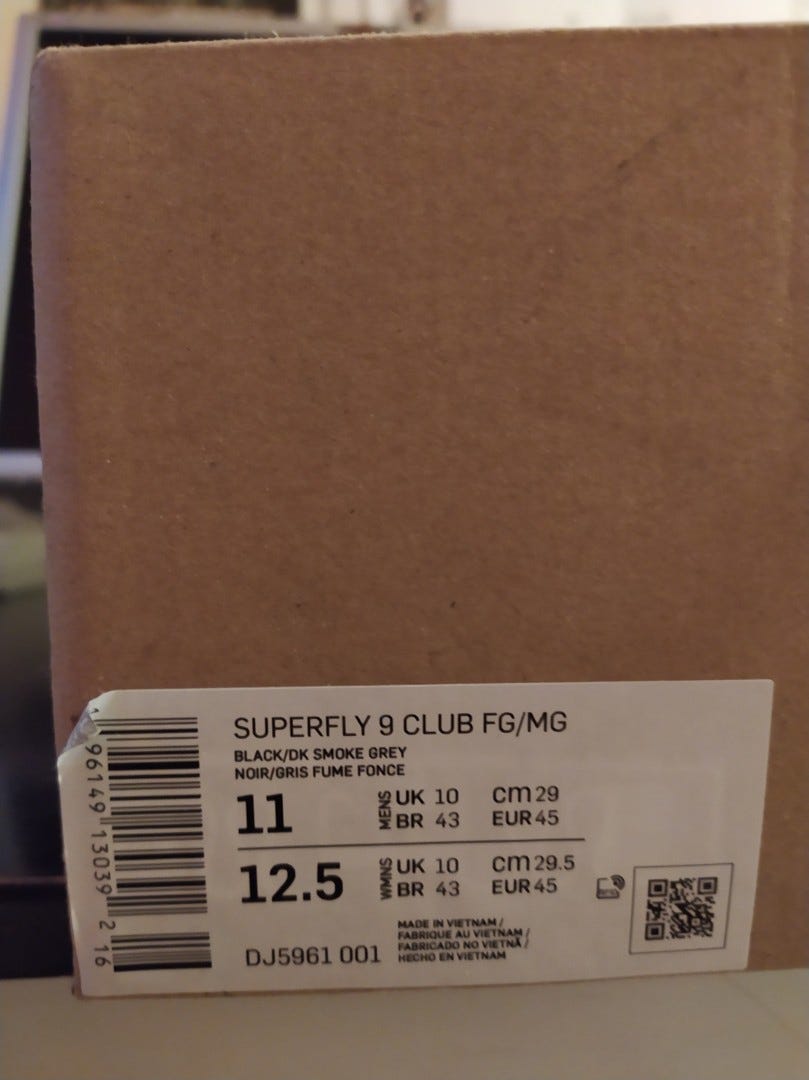 SUPERFLY 9 CLUB FG/MG
BLACK/DK SMOKE GREY
NOIR/GRIS FUME FONCE
11 MENS UK 10 cm 29
BR 43 EUR 45
12.5 WMNS UK 10 cm 29.5
BR 43 EUR 45
DJ5961 001
MADE IN VIETNAM /
FABRIQUE AU VIETNAM /
FABRICADO NO VIETNÃ /
HECHO EN VIETNAM
1 96149 13039 2 16